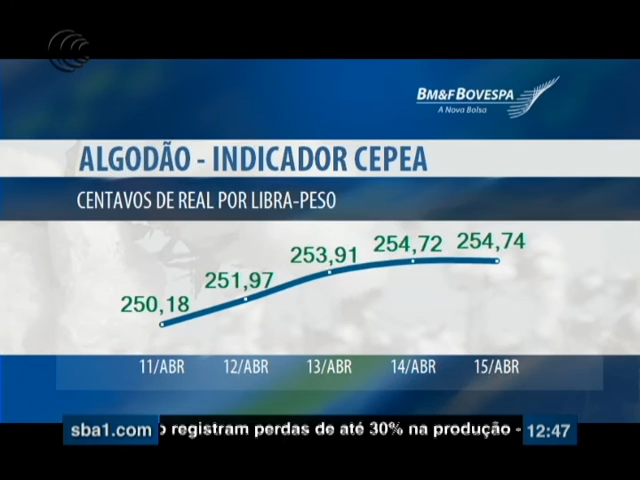 BM&FBOVESPA
A Nova Bolsa
ALGODÃO - INDICADOR CEPEA
CENTAVOS DE REAL POR LIBRA-PESO
250,18 251,97 253,91 254,72 254,74
11/ABR 12/ABR 13/ABR 14/ABR 15/ABR
sba1.com registram perdas de até 30% na produção - 12:47